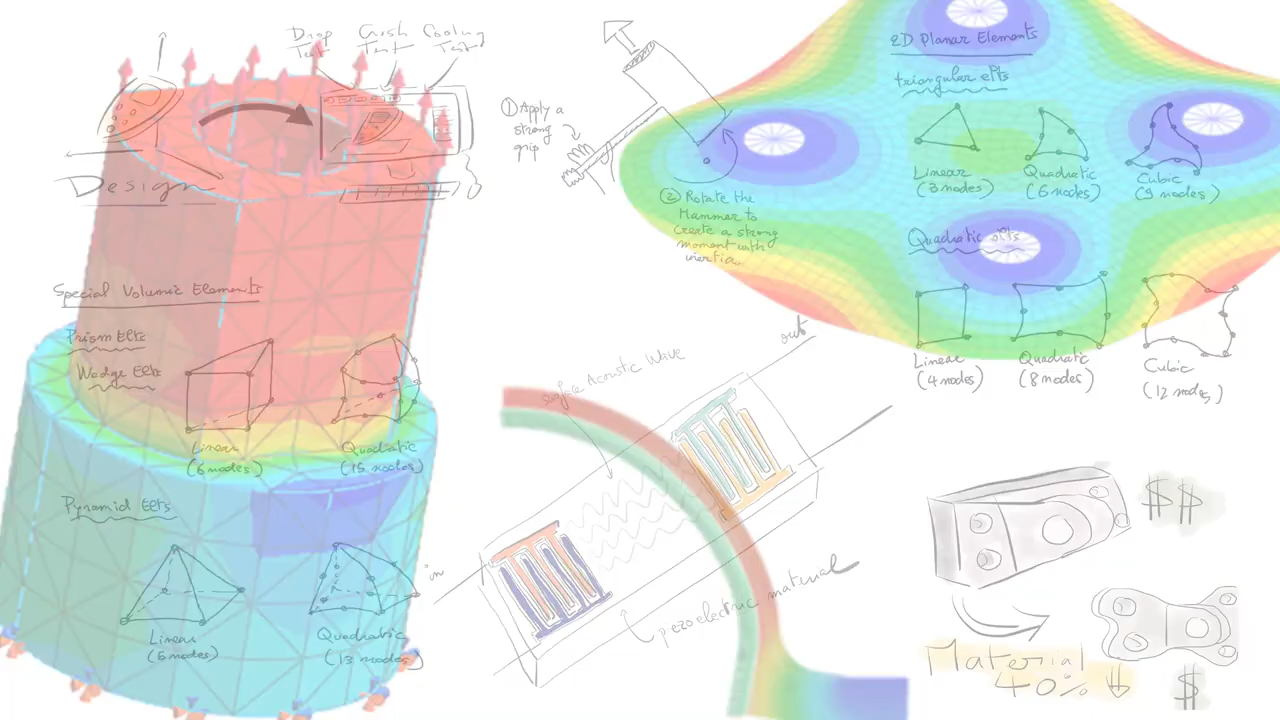 Drop Test
Crash Test
Cooling Test
Design
① Apply a
strong
grip
② Rotate the
Hammer to
create a strong
moment with
inertia.
2D Planar Elements
triangular elts
Linear
(3 nodes)
Quadratic
(6 nodes)
Cubic
(9 nodes)
Quadratic elts
Linear
(4 nodes)
Quadratic
(8 nodes)
Cubic
(12 nodes)
Special Volumic Elements
Prism Elts
Wedge Elts
Linear
(6 nodes)
Quadratic
(15 nodes)
Pyramid Elts
Linear
(5 nodes)
Quadratic
(13 nodes)
Surface Acoustic Wave
out
in
piezoelectric material
$$
Material
40%
$